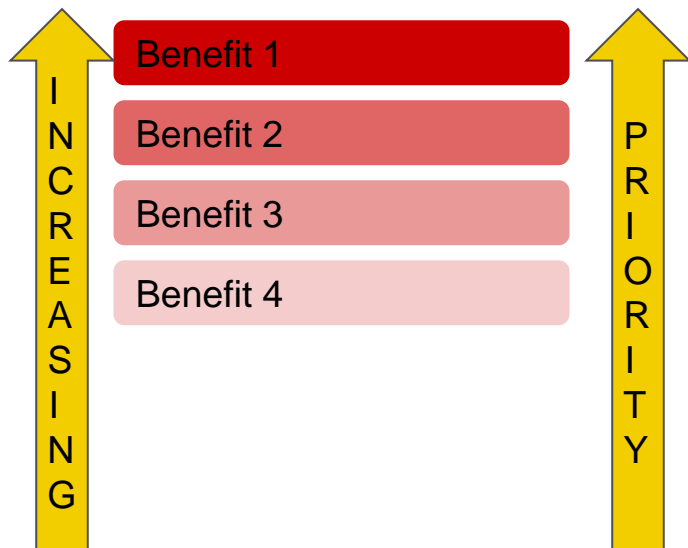 INCREASING
Benefit 1
Benefit 2
Benefit 3
Benefit 4
PRIORITY